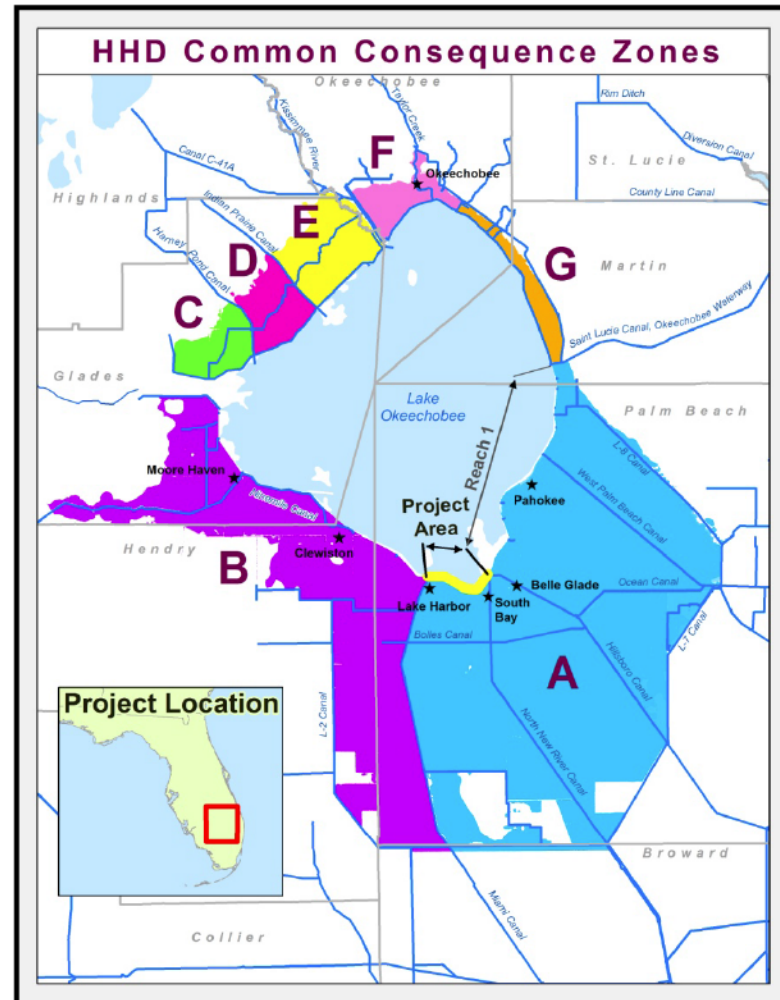 HHD Common Consequence Zones
Okeechobee
Kissimmee River
Taylor Creek
Rim Ditch
Canal C-41A
F
Diversion Canal
Okeechobee
St. Lucie
Highlands
County Line Canal
E
Indian Prairie Canal
D
Harney Pond Canal
G
Martin
C
Saint Lucie Canal, Okeechobee Waterway
Glades
Lake
Okeechobee
Palm Beach
Reach 1
L-8 Canal
Moore Haven
Pahokee
West Palm Beach Canal
Project
Area
Nimaile Canal
Hendry
Clewiston
B
Ocean Canal
Belle Glade
Lake Harbor
South
Bay
L-7 Canal
Bolles Canal
Hillsboro Canal
A
Project Location
L-2 Canal
North New River Canal
Broward
Miami Canal
Collier